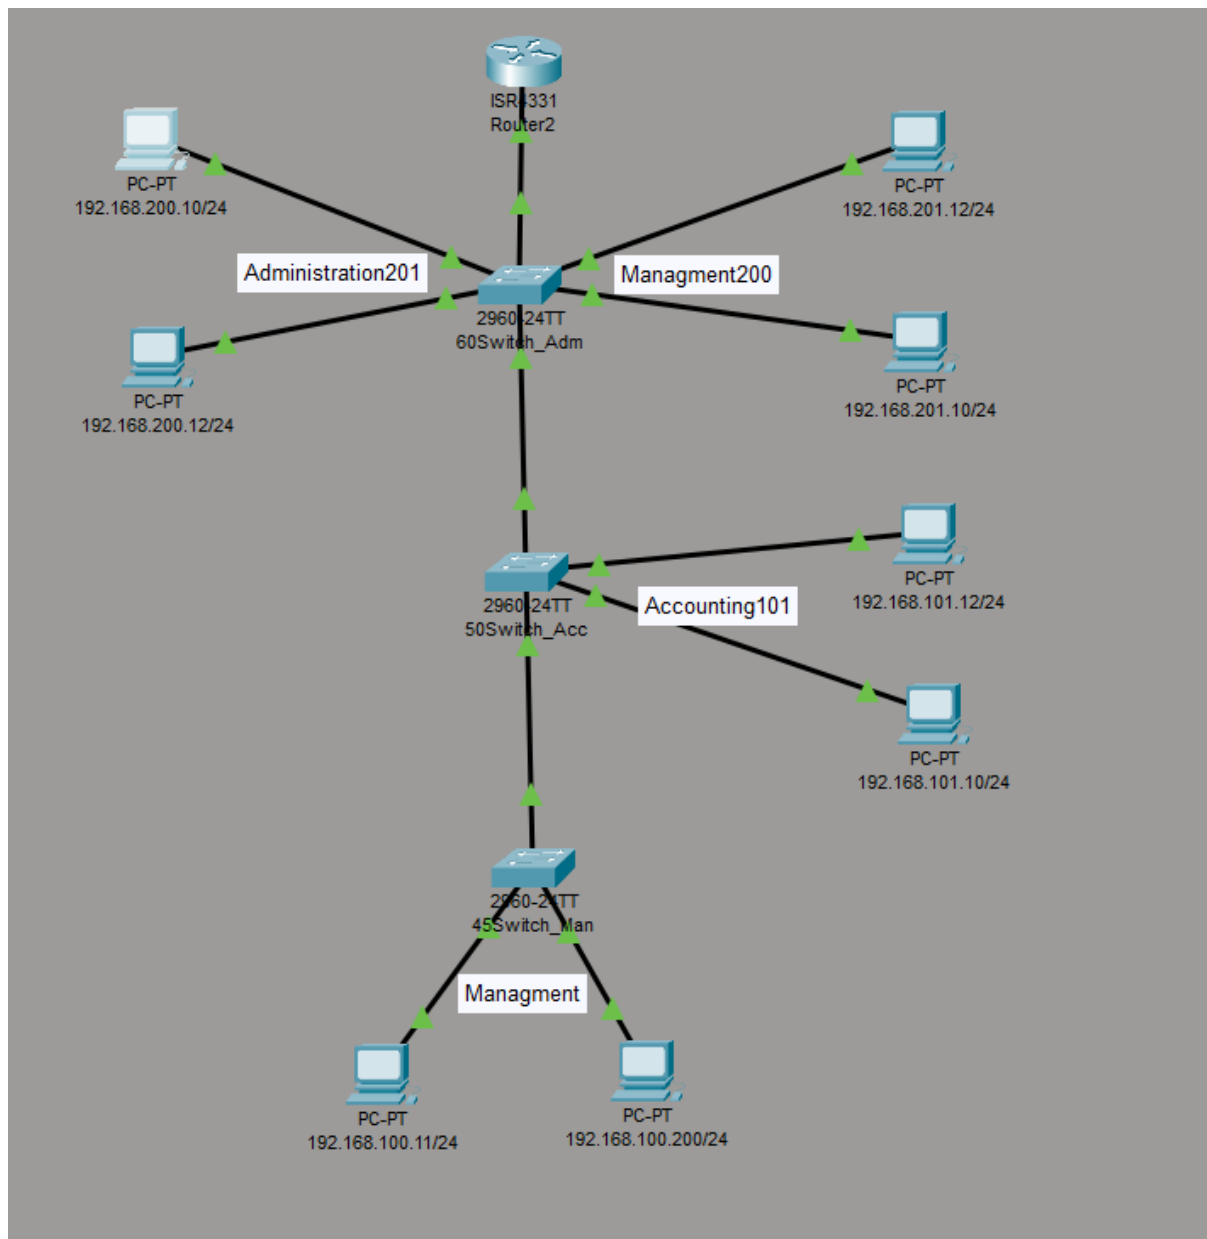 ISR4331
Router2
PC-PT
192.168.200.10/24
PC-PT
192.168.201.12/24
Administration201
Managment200
2960-24TT
60Switch_Adm
PC-PT
192.168.200.12/24
PC-PT
192.168.201.10/24
PC-PT
192.168.101.12/24
2960-24TT
50Switch_Acc
Accounting101
PC-PT
192.168.101.10/24
2960-24TT
45Switch_Man
Managment
PC-PT
192.168.100.11/24
PC-PT
192.168.100.200/24